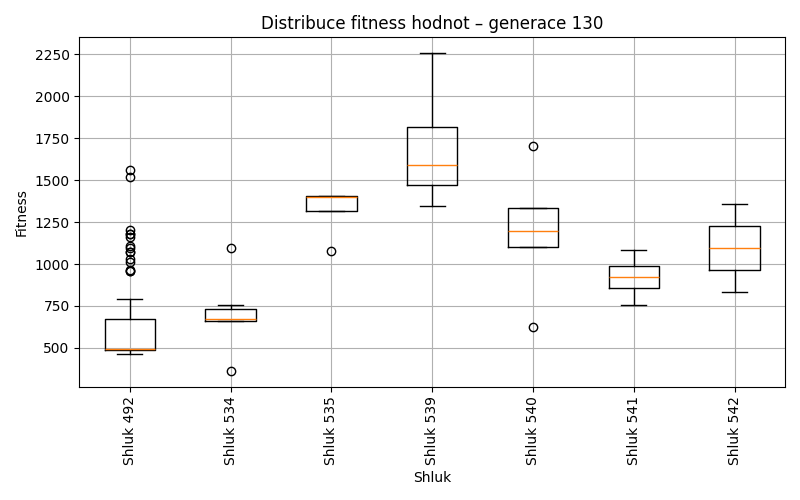 Distribuce fitness hodnot – generace 130
2250
2000
1750
1500
1250
1000
750
500
Fitness
Shluk 492
Shluk 534
Shluk 535
Shluk 539
Shluk 540
Shluk 541
Shluk 542
Shluk